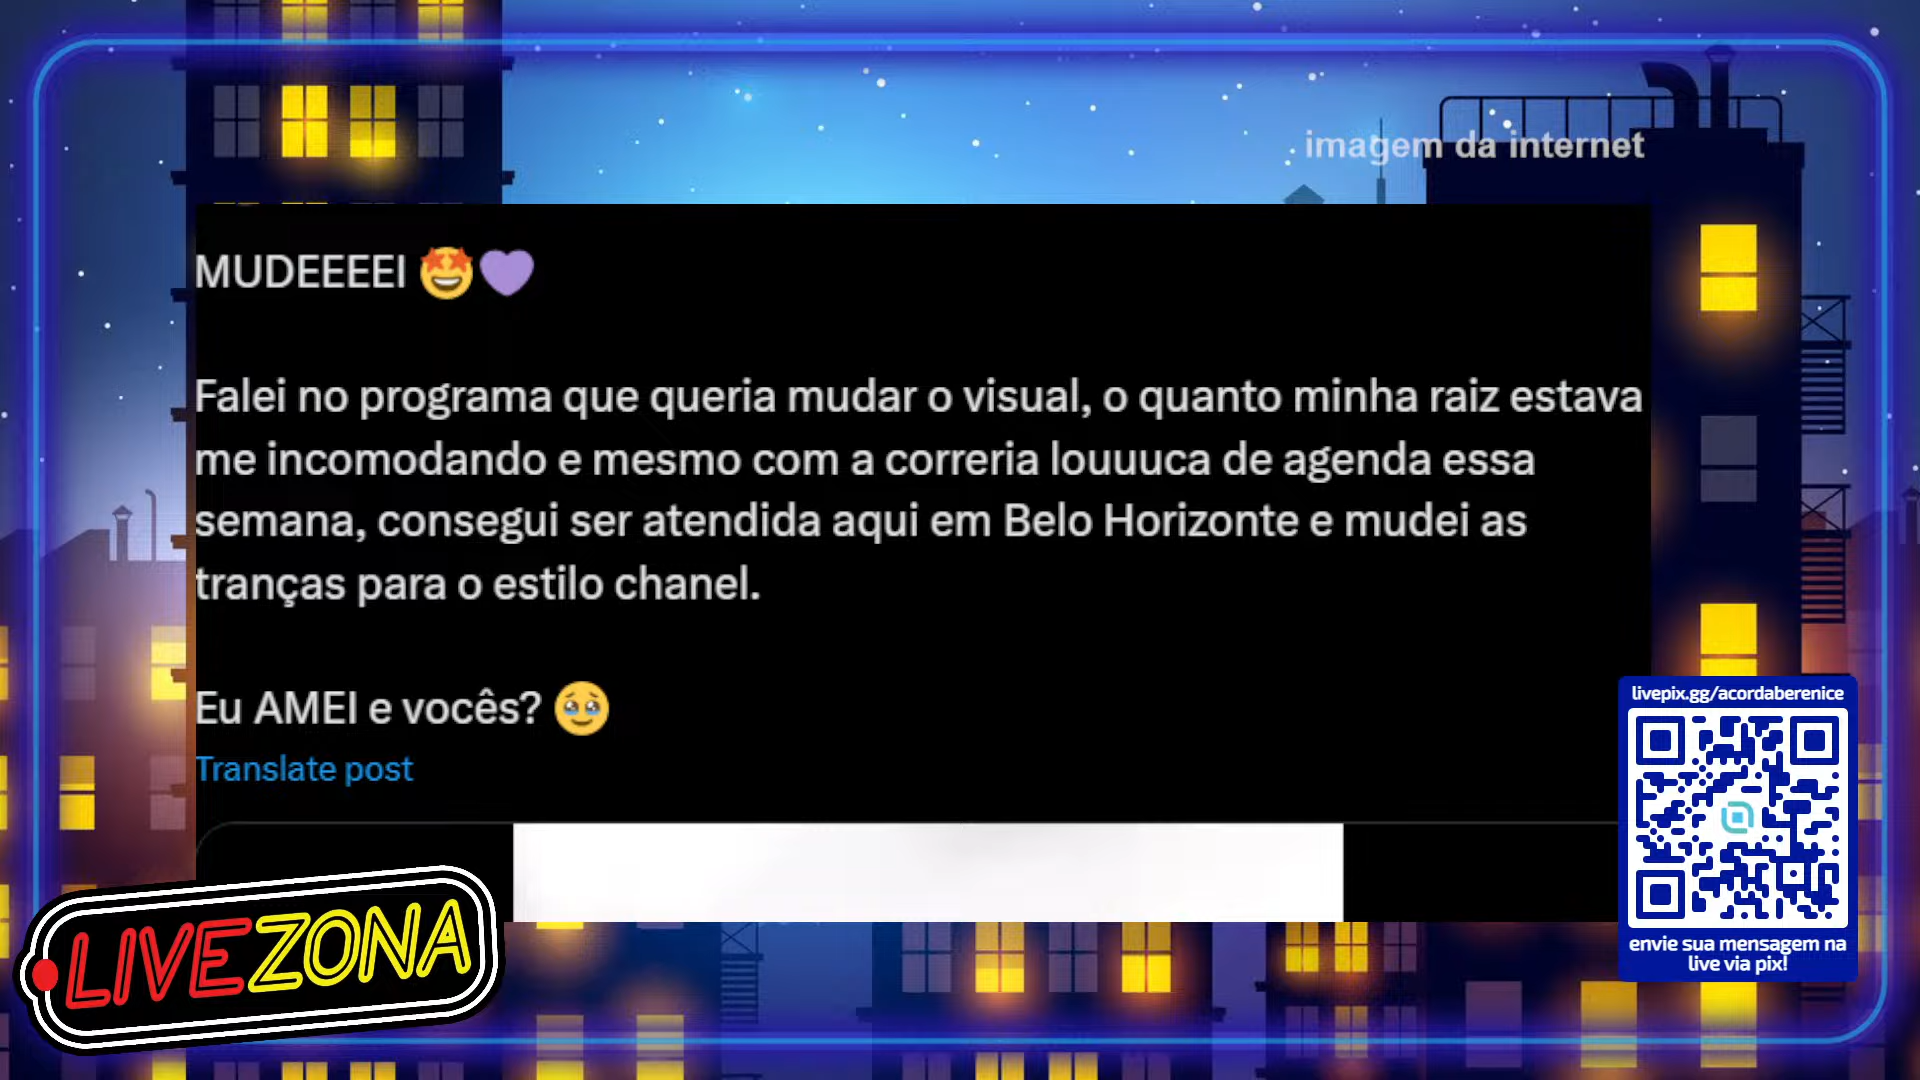 imagem da internet
MUDEEEEI 🤩💜
Falei no programa que queria mudar o visual, o quanto minha raiz estava
me incomodando e mesmo com a correria louuuca de agenda essa
semana, consegui ser atendida aqui em Belo Horizonte e mudei as
tranças para o estilo chanel.
Eu AMEI e vocês? 🥹
Translate post
livepix.gg/acordaberenice
envie sua mensagem na
live via pix!
LIVEZONA